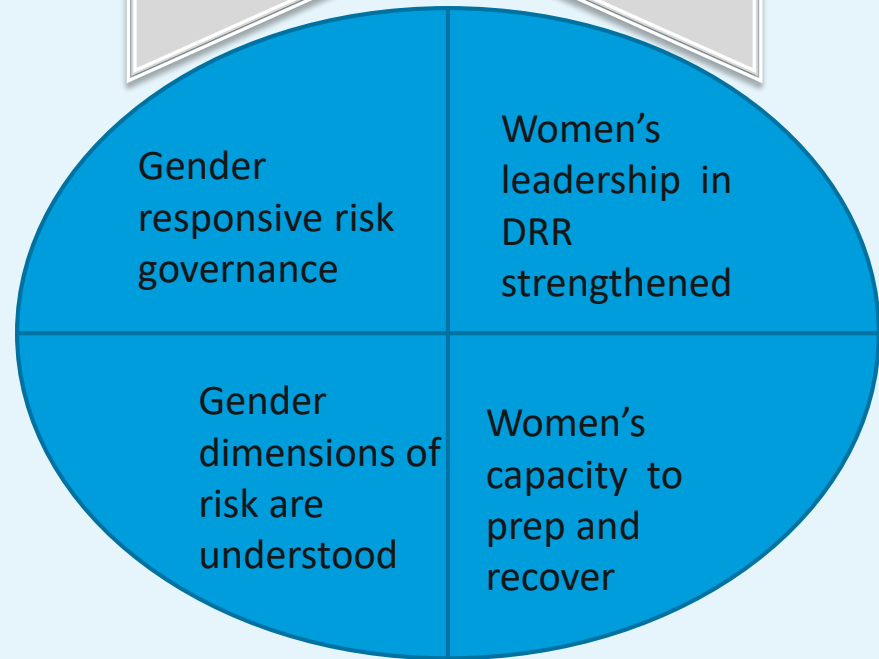 Gender
responsive risk
governance
Women’s
leadership in
DRR
strengthened
Gender
dimensions of
risk are
understood
Women’s
capacity to
prep and
recover